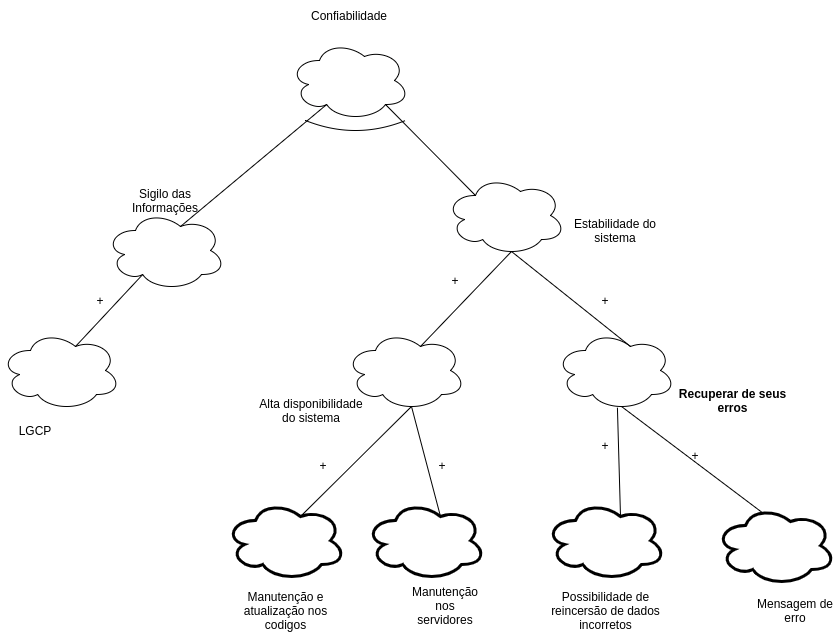 Confiabilidade
Sigilo das
Informações
Estabilidade do
sistema
+
+
+
LGCP
Alta disponibilidade
do sistema
Recuperar de seus
erros
+
+
+
+
Manutenção e
atualização nos
codigos
Manutenção
nos
servidores
Possibilidade de
reincersão de dados
incorretos
Mensagem de
erro